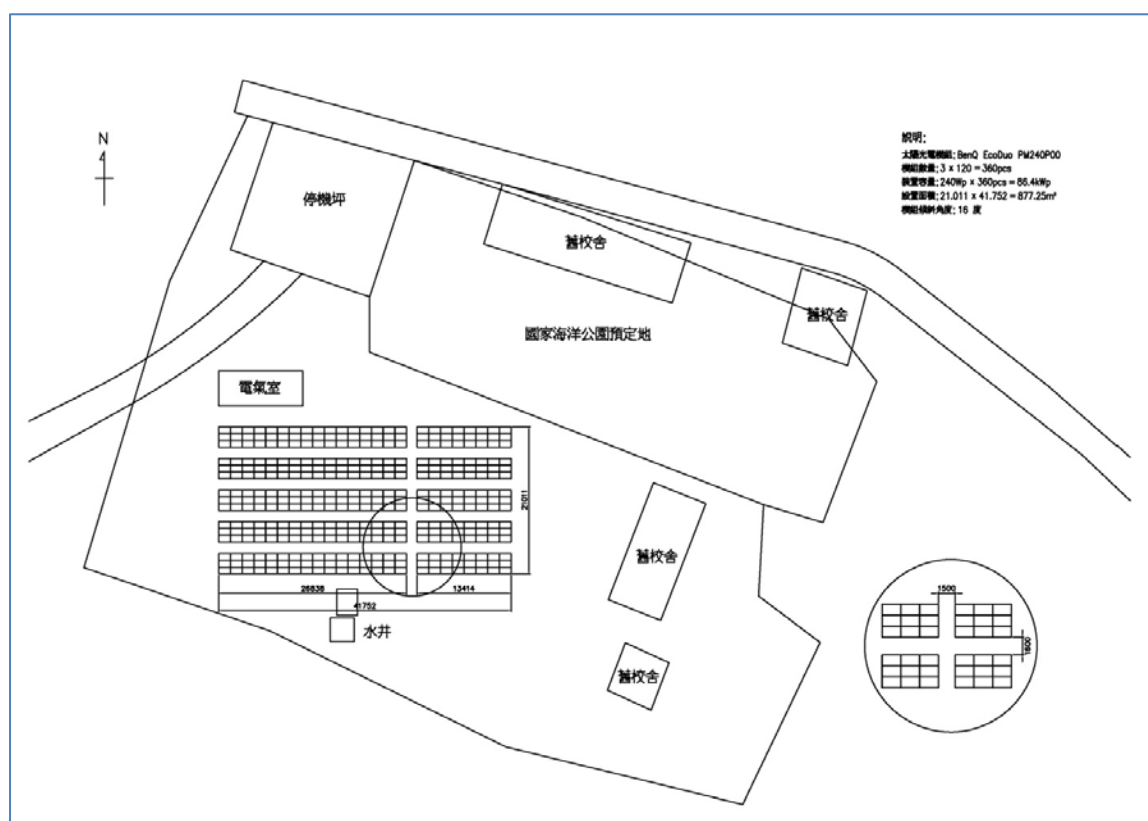 N
停機坪
舊校舍
舊校舍
國家海洋公園預定地
電氣室
21011
26838
13414
41752
水井
舊校舍
舊校舍
說明:
太陽光電模組: BenQ EcoDuo PM240P00
模組數量: 3 x 120 = 360pcs
裝置容量: 240Wp x 360pcs = 86.4kWp
設置面積: 21.011 x 41.752 = 877.25m²
模組傾斜角度: 16 度
1500
1600